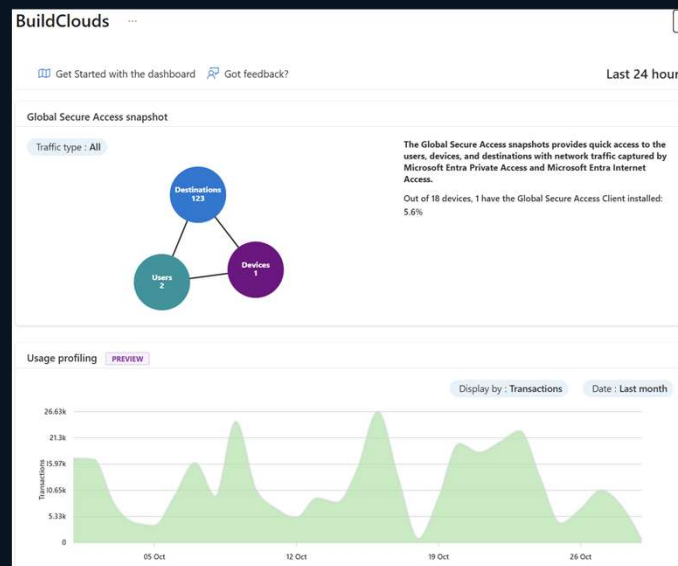 BuildClouds ...
Get Started with the dashboard Got feedback?
Last 24 hour
Global Secure Access snapshot
Traffic type : All
Destinations
123
Users
2
Devices
1
The Global Secure Access snapshots provides quick access to the
users, devices, and destinations with network traffic captured by
Microsoft Entra Private Access and Microsoft Entra Internet
Access.
Out of 18 devices, 1 have the Global Secure Access Client installed:
5.6%
Usage profiling PREVIEW
Display by : Transactions Date : Last month
Transactions
26.63k
21.3k
15.97k
10.65k
5.33k
0
05 Oct 12 Oct 19 Oct 26 Oct